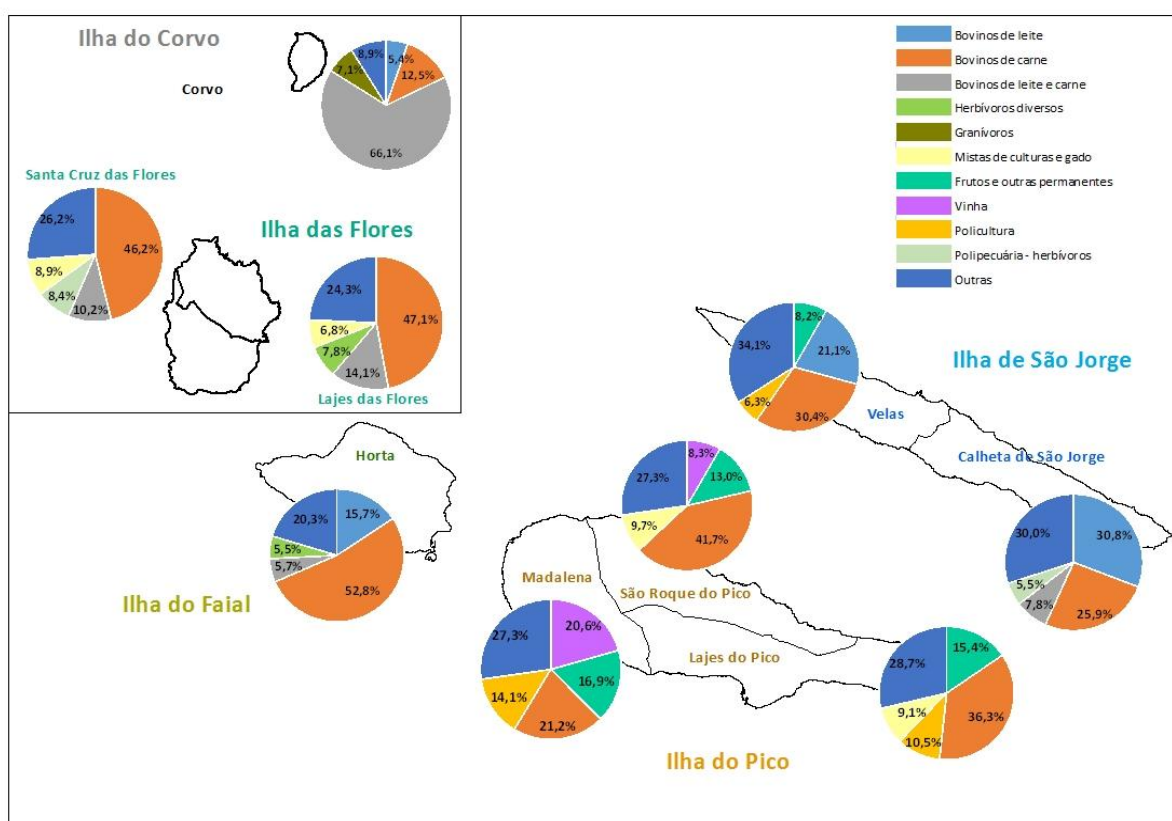 Ilha do Corvo
Corvo
8,9%
5,4%
7,1%
12,5%
66,1%
Santa Cruz das Flores
26,2%
46,2%
8,9%
8,4%
10,2%
Ilha das Flores
24,3%
47,1%
6,8%
7,8%
14,1%
Lajes das Flores
Bovinos de leite
Bovinos de carne
Bovinos de leite e carne
Herbívoros diversos
Granívoros
Mistas de culturas e gado
Frutos e outras permanentes
Vinha
Policultura
Polipecuária - herbívoros
Outras
8,2%
34,1%
21,1%
6,3%
30,4%
Ilha de São Jorge
Velas
Calheta de São Jorge
30,0%
30,8%
5,5%
7,8%
25,9%
Horta
20,3%
15,7%
5,5%
5,7%
52,8%
Ilha do Faial
8,3%
27,3%
13,0%
9,7%
41,7%
Madalena
São Roque do Pico
Lajes do Pico
27,3%
20,6%
16,9%
14,1%
21,2%
28,7%
15,4%
9,1%
36,3%
10,5%
Ilha do Pico